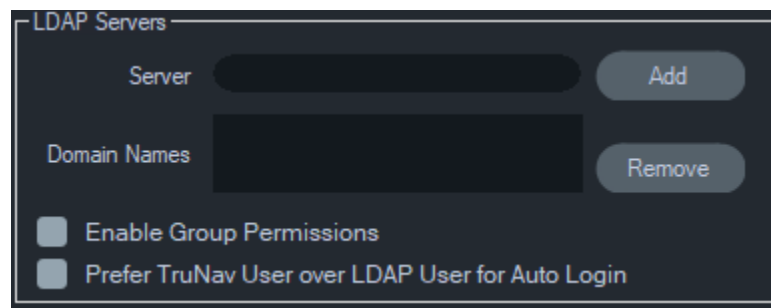 LDAP Servers
Server Add
Domain Names
Remove
Enable Group Permissions
Prefer TruNav User over LDAP User for Auto Login